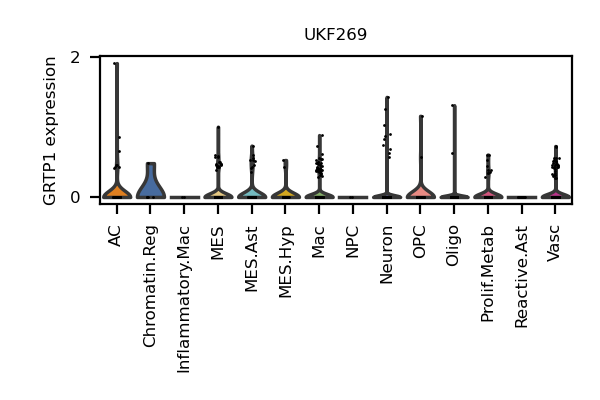 UKF269
GRTP1 expression
2
0
AC
Chromatin.Reg
Inflammatory.Mac
MES
MES.Ast
MES.Hyp
Mac
NPC
Neuron
OPC
Oligo
Prolif.Metab
Reactive.Ast
Vasc